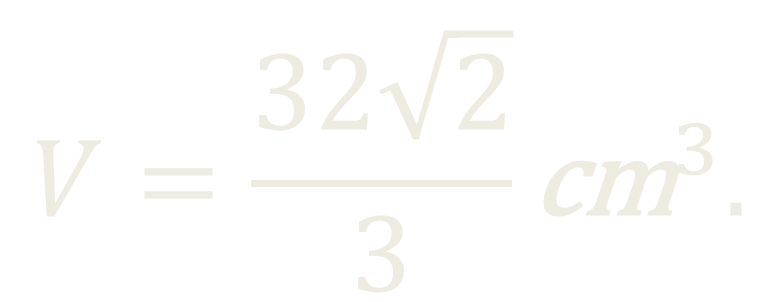 V = 32√2/3 cm³.